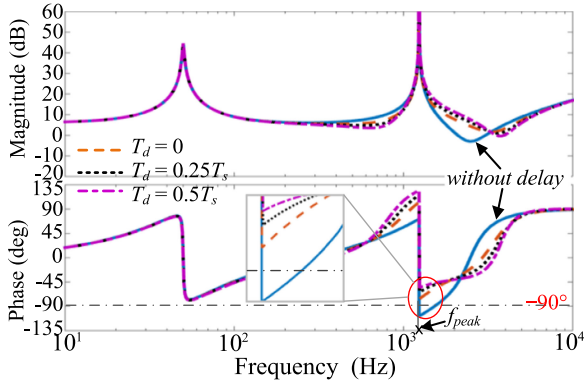 Magnitude (dB)
60
50
40
30
20
10
0
-10
-20
T_d = 0
T_d = 0.25T_s
T_d = 0.5T_s
without delay
Phase (deg)
135
90
45
0
-45
-90
-135
−90°
f_peak
10^1
10^2
10^3
10^4
Frequency (Hz)